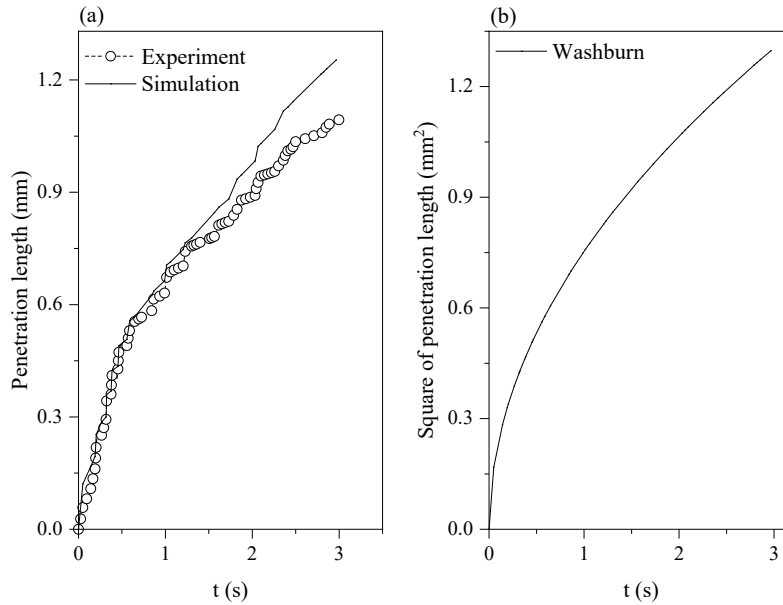 (a)
Experiment
Simulation
Penetration length (mm)
1.2
0.9
0.6
0.3
0.0
0
1
2
3
t (s)
(b)
Washburn
Square of penetration length (mm²)
1.2
0.9
0.6
0.3
0.0
0
1
2
3
t (s)